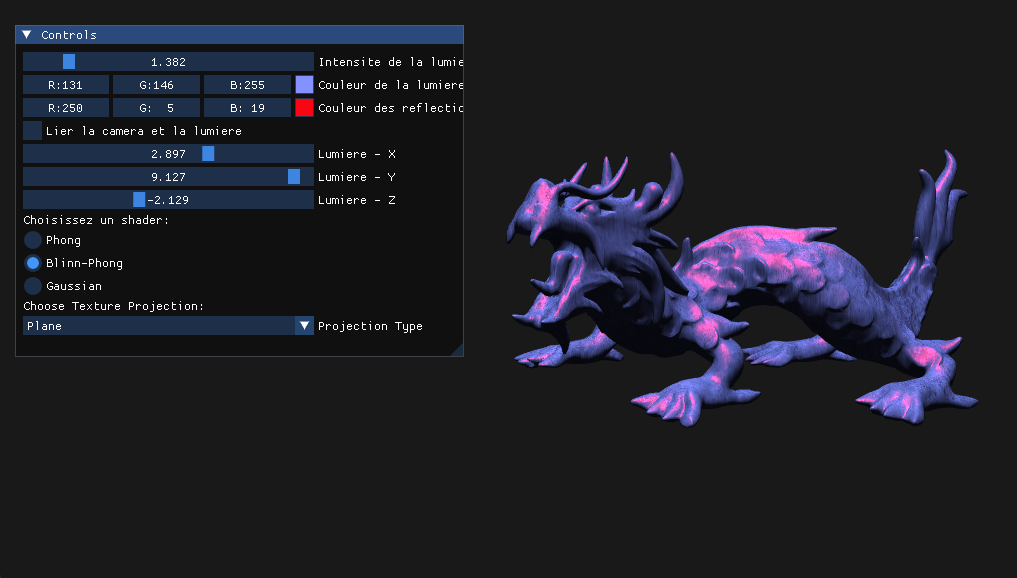 Controls
1.382 Intensite de la lumie
R:131 G:146 B:255 Couleur de la lumiere
R:250 G: 5 B: 19 Couleur des reflectio
Lier la camera et la lumiere
2.897 Lumiere - X
9.127 Lumiere - Y
-2.129 Lumiere - Z
Choisissez un shader:
Phong
Blinn-Phong
Gaussian
Choose Texture Projection:
Plane Projection Type